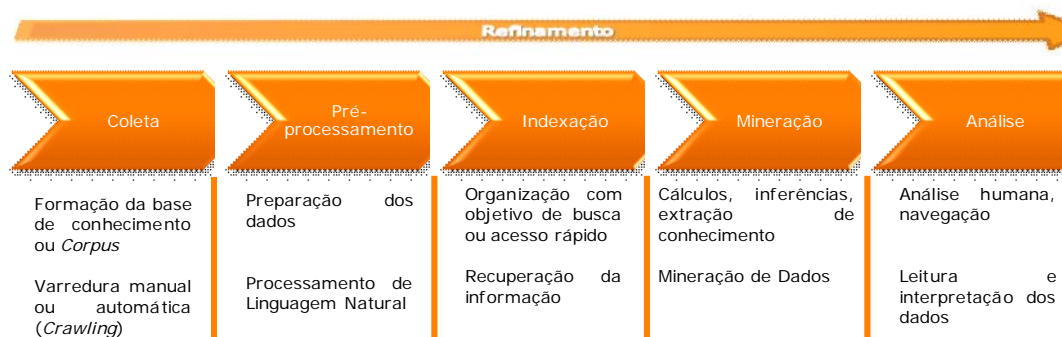 Refinamento
Coleta
Pré-
processamento
Indexação
Mineração
Análise
Formação da base
de conhecimento
ou Corpus
Varredura manual
ou automática
(Crawling)
Preparação dos
dados
Processamento de
Linguagem Natural
Organização com
objetivo de busca
ou acesso rápido
Recuperação da
informação
Cálculos, inferências,
extração de
conhecimento
Mineração de Dados
Análise humana,
navegação
Leitura e
interpretação dos
dados